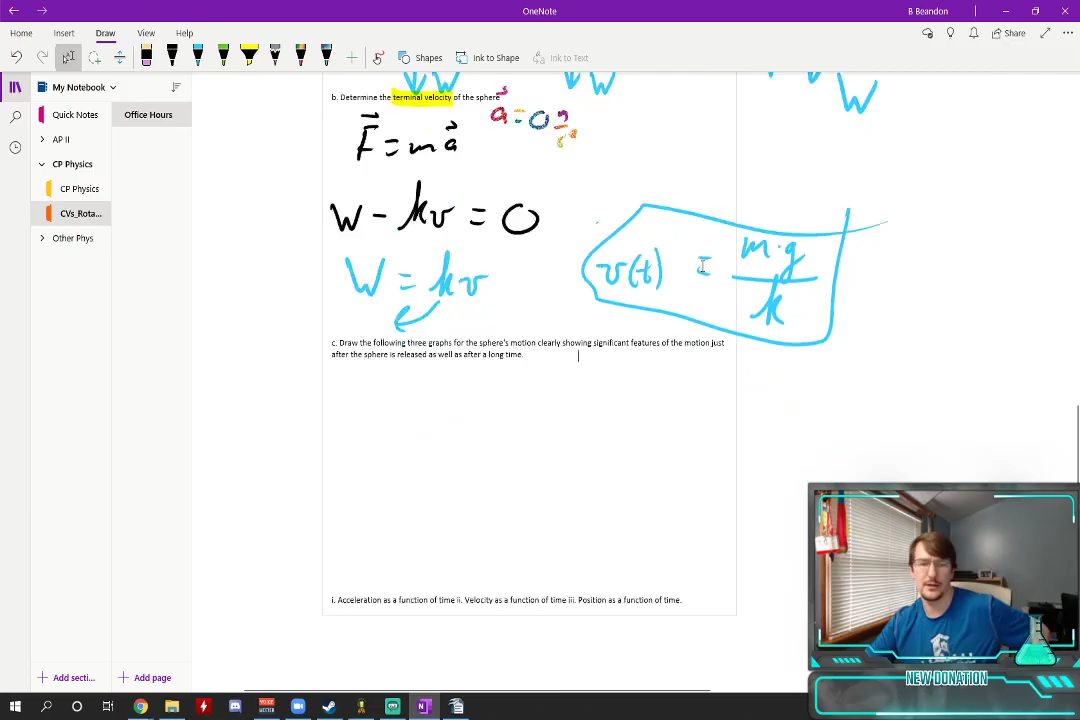 OneNote
B Beandon
Home Insert Draw View Help
Share
Shapes Ink to Shape Ink to Text
My Notebook
Quick Notes
AP II
CP Physics
CP Physics
CVs_Rota...
Other Phys
Office Hours
W W W
b. Determine the terminal velocity of the sphere
a = 0
F = ma
W - kv = 0
W = kv
v(t) = m·g / k
c. Draw the following three graphs for the sphere's motion clearly showing significant features of the motion just
after the sphere is released as well as after a long time.
i. Acceleration as a function of time ii. Velocity as a function of time iii. Position as a function of time.
Add secti...
Add page
NEW DONATION